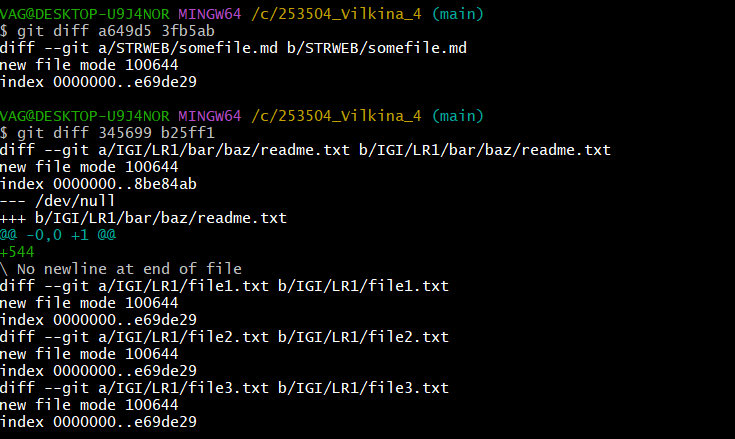 VAG@DESKTOP-U9J4NOR MINGW64 /c/253504_Vilkina_4 (main)
$ git diff a649d5 3fb5ab
diff --git a/STRWEB/somefile.md b/STRWEB/somefile.md
new file mode 100644
index 0000000..e69de29
VAG@DESKTOP-U9J4NOR MINGW64 /c/253504_Vilkina_4 (main)
$ git diff 345699 b25ff1
diff --git a/IGI/LR1/bar/baz/readme.txt b/IGI/LR1/bar/baz/readme.txt
new file mode 100644
index 0000000..8be84ab
--- /dev/null
+++ b/IGI/LR1/bar/baz/readme.txt
@@ -0,0 +1 @@
+544
\ No newline at end of file
diff --git a/IGI/LR1/file1.txt b/IGI/LR1/file1.txt
new file mode 100644
index 0000000..e69de29
diff --git a/IGI/LR1/file2.txt b/IGI/LR1/file2.txt
new file mode 100644
index 0000000..e69de29
diff --git a/IGI/LR1/file3.txt b/IGI/LR1/file3.txt
new file mode 100644
index 0000000..e69de29